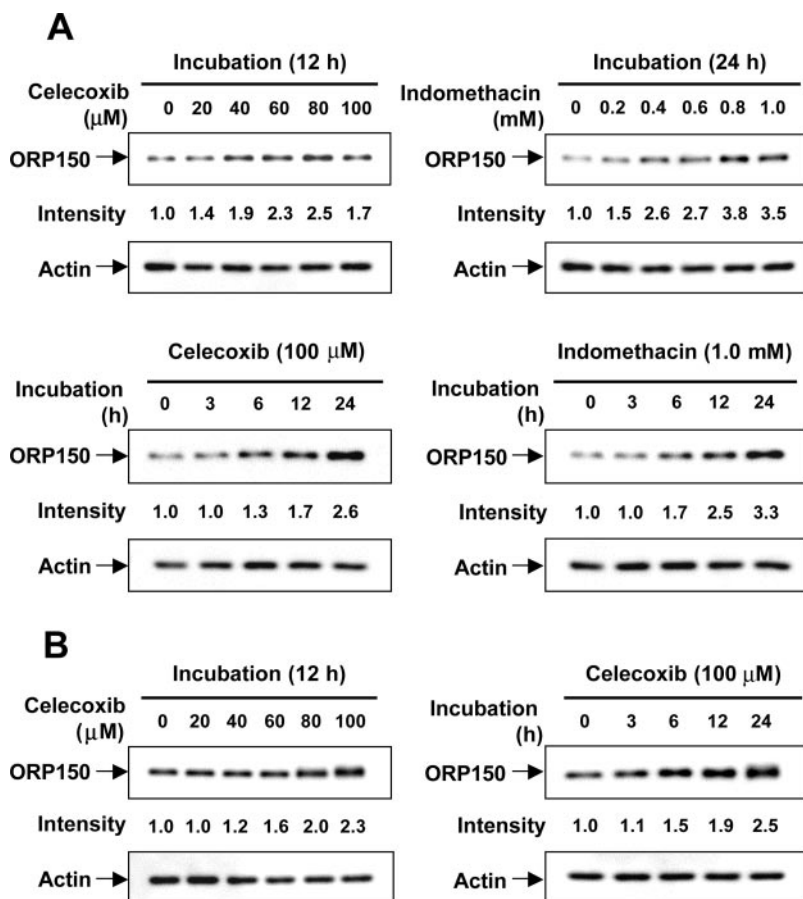 A
Incubation (12 h)
Celecoxib (μM) 0 20 40 60 80 100
ORP150
Intensity 1.0 1.4 1.9 2.3 2.5 1.7
Actin
Incubation (24 h)
Indomethacin (mM) 0 0.2 0.4 0.6 0.8 1.0
ORP150
Intensity 1.0 1.5 2.6 2.7 3.8 3.5
Actin
Celecoxib (100 μM)
Incubation (h) 0 3 6 12 24
ORP150
Intensity 1.0 1.0 1.3 1.7 2.6
Actin
Indomethacin (1.0 mM)
Incubation (h) 0 3 6 12 24
ORP150
Intensity 1.0 1.0 1.7 2.5 3.3
Actin
B
Incubation (12 h)
Celecoxib (μM) 0 20 40 60 80 100
ORP150
Intensity 1.0 1.0 1.2 1.6 2.0 2.3
Actin
Celecoxib (100 μM)
Incubation (h) 0 3 6 12 24
ORP150
Intensity 1.0 1.1 1.5 1.9 2.5
Actin